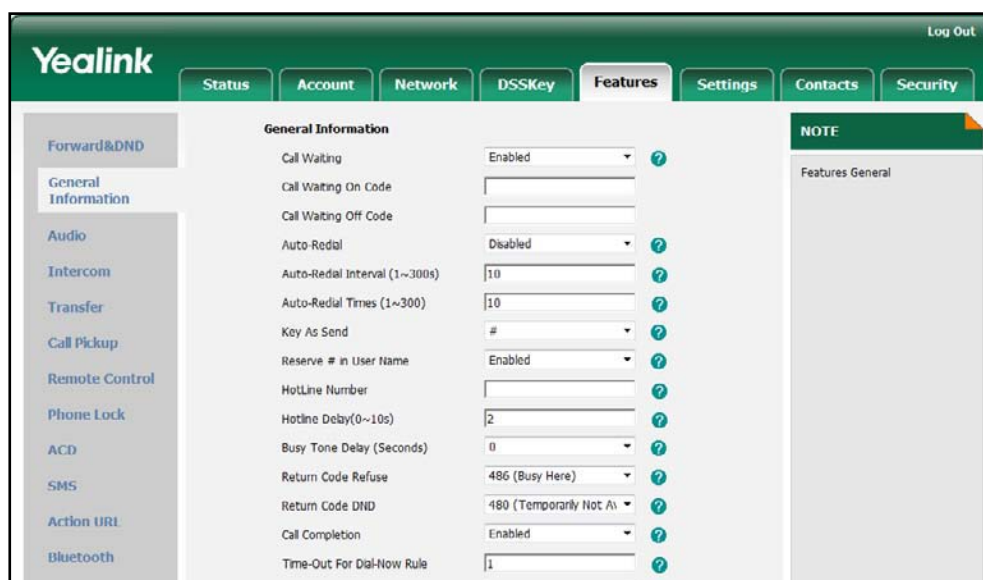 Log Out
Yealink
Status Account Network DSSKey Features Settings Contacts Security
Forward&DND
General Information
Audio
Intercom
Transfer
Call Pickup
Remote Control
Phone Lock
ACD
SMS
Action URL
Bluetooth
General Information
Call Waiting Enabled ?
Call Waiting On Code
Call Waiting Off Code
Auto-Redial Disabled ?
Auto-Redial Interval (1~300s) 10 ?
Auto-Redial Times (1~300) 10 ?
Key As Send # ?
Reserve # in User Name Enabled ?
HotLine Number ?
Hotline Delay(0~10s) 2 ?
Busy Tone Delay (Seconds) 0 ?
Return Code Refuse 486 (Busy Here) ?
Return Code DND 480 (Temporarily Not Av ?
Call Completion Enabled ?
Time-Out For Dial-Now Rule 1 ?
NOTE
Features General